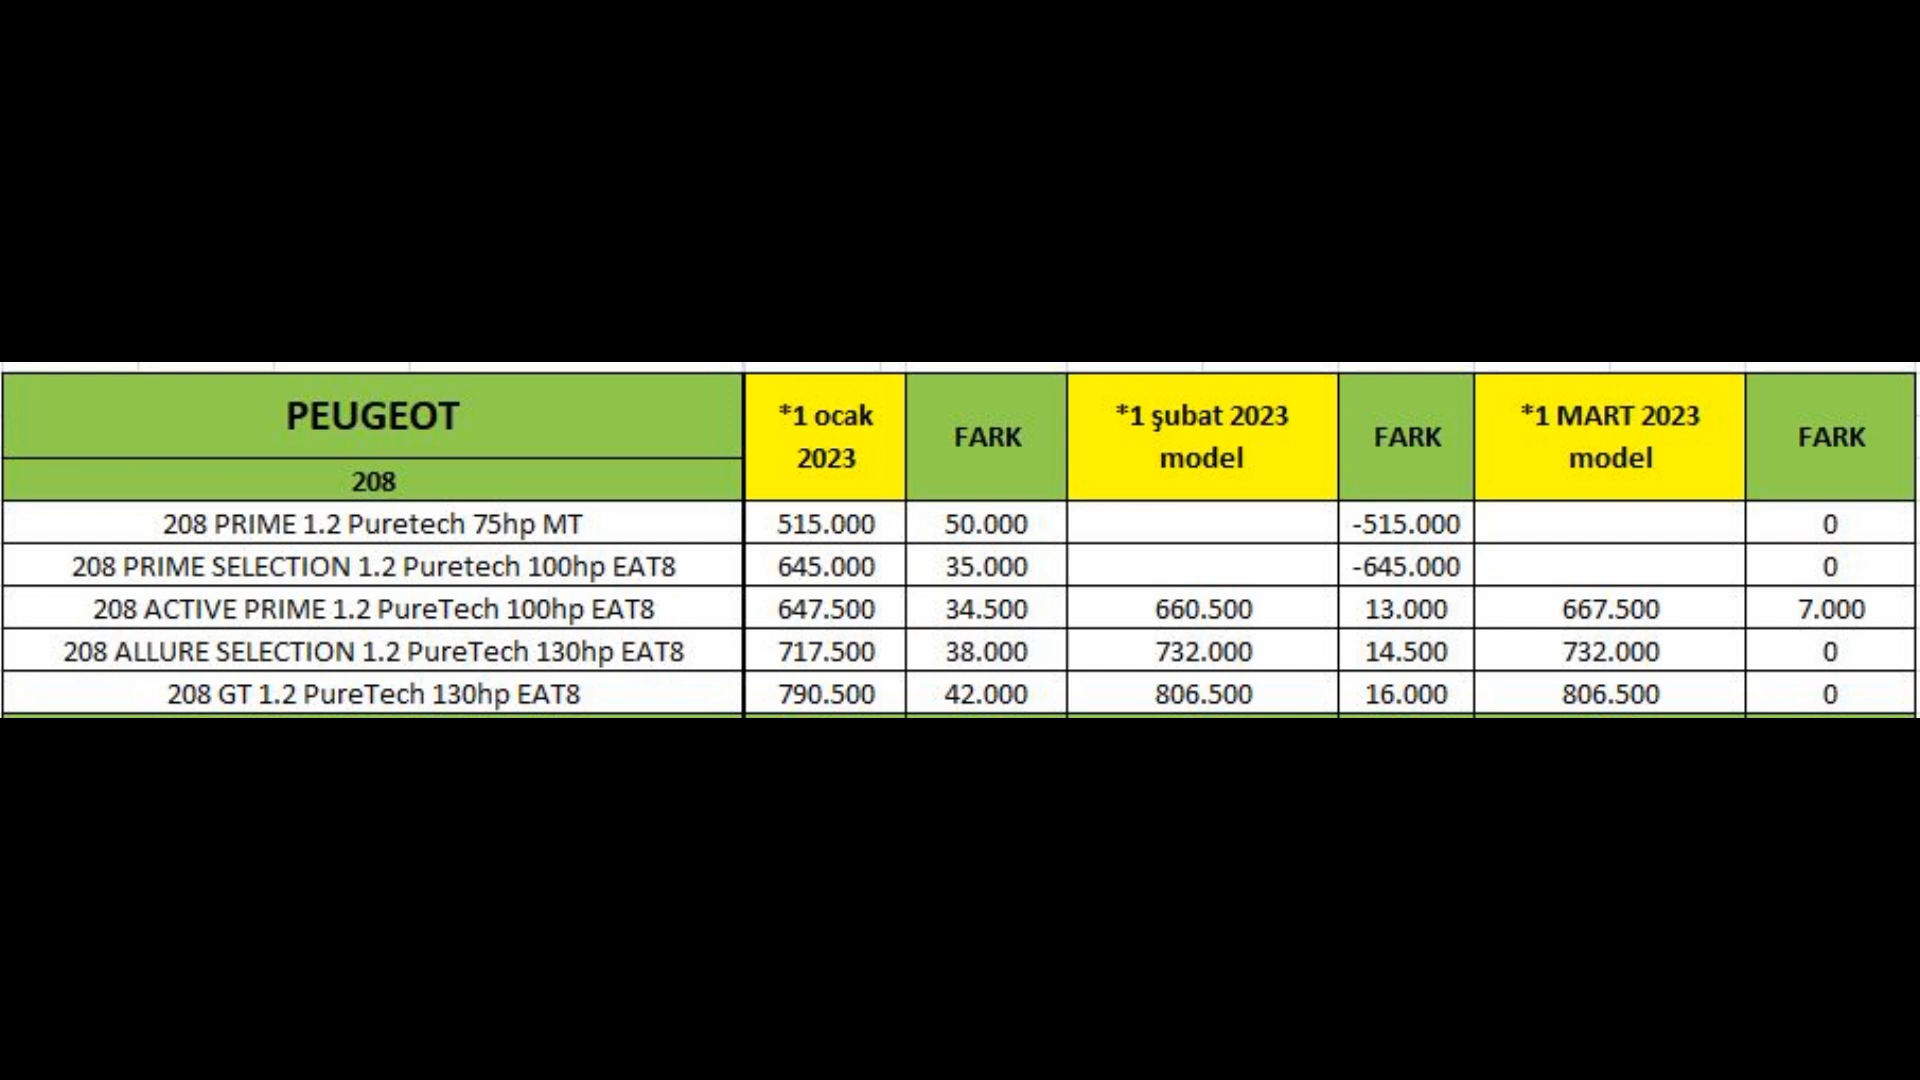 PEUGEOT *1 ocak 2023 FARK *1 şubat 2023 model FARK *1 MART 2023 model FARK
208
208 PRIME 1.2 Puretech 75hp MT 515.000 50.000 -515.000 0
208 PRIME SELECTION 1.2 Puretech 100hp EAT8 645.000 35.000 -645.000 0
208 ACTIVE PRIME 1.2 PureTech 100hp EAT8 647.500 34.500 660.500 13.000 667.500 7.000
208 ALLURE SELECTION 1.2 PureTech 130hp EAT8 717.500 38.000 732.000 14.500 732.000 0
208 GT 1.2 PureTech 130hp EAT8 790.500 42.000 806.500 16.000 806.500 0